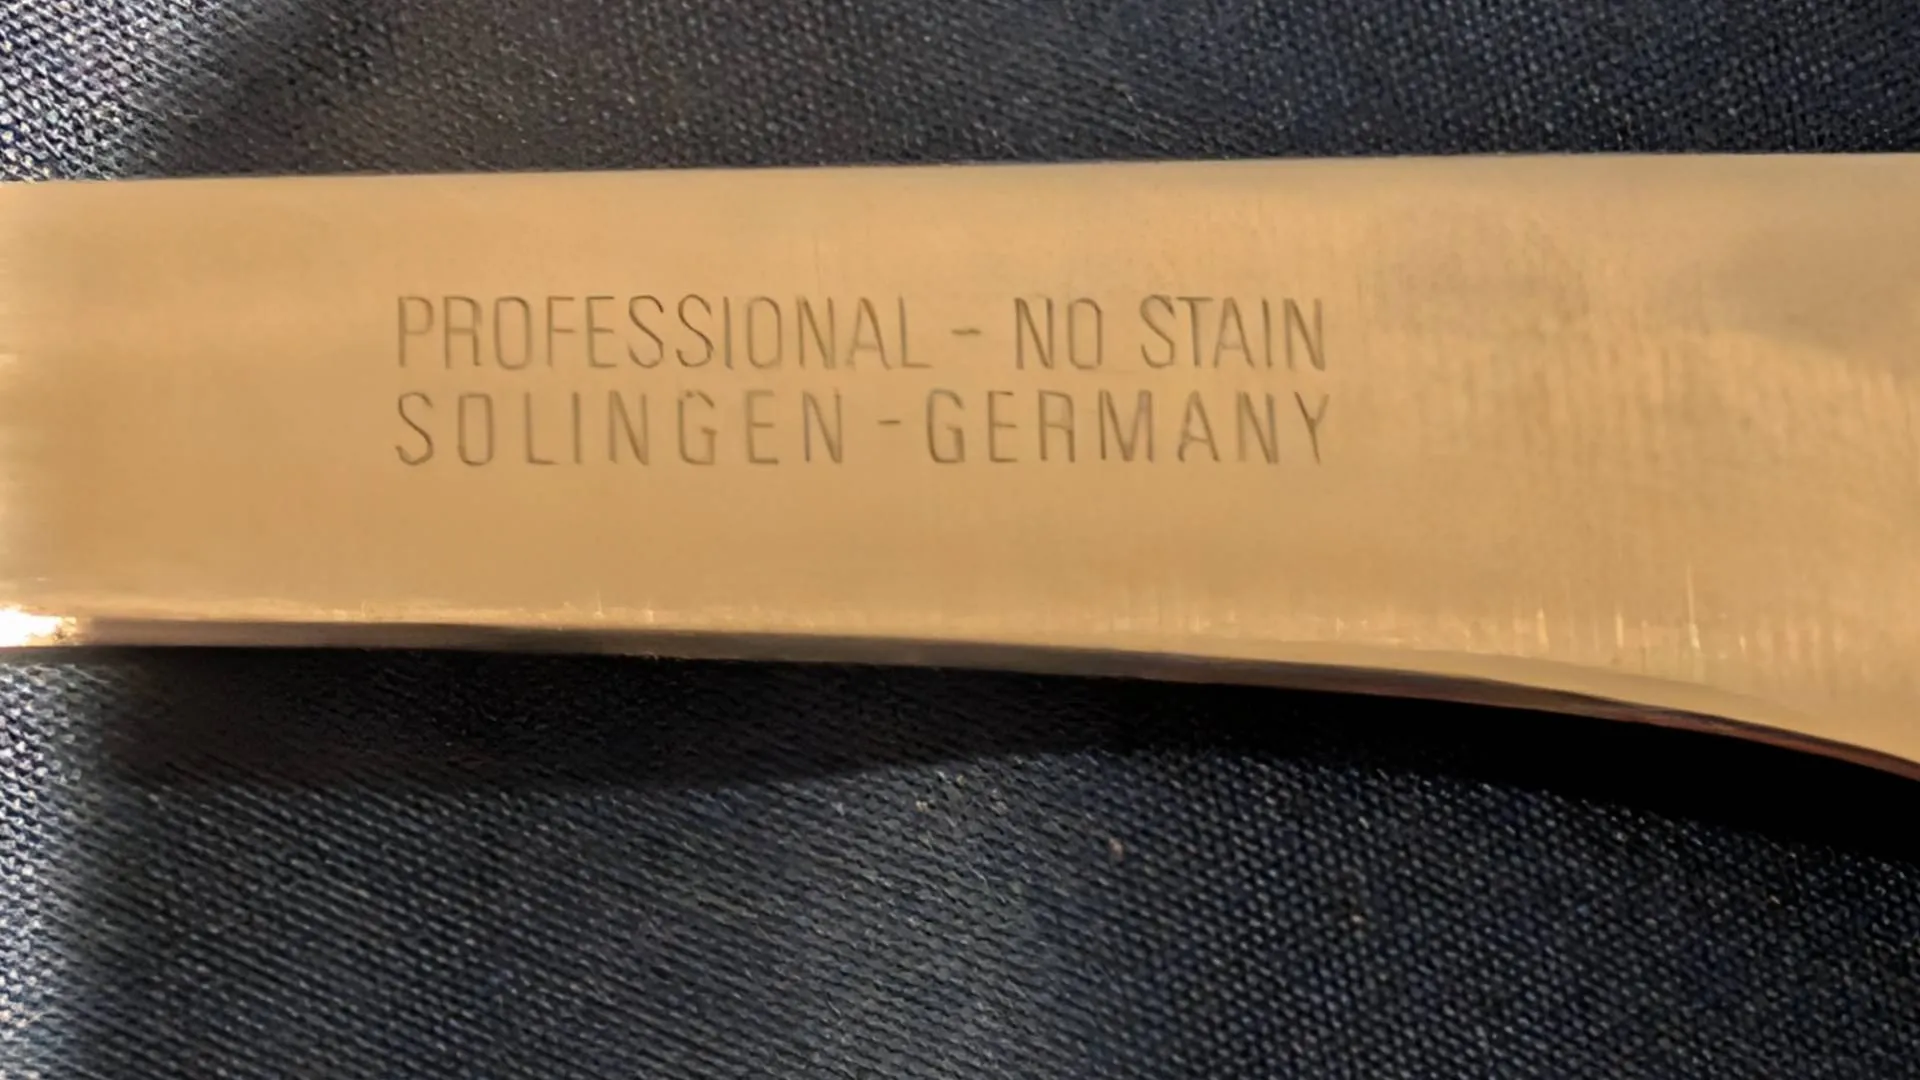 PROFESSIONAL - NO STAIN
SOLINGEN - GERMANY